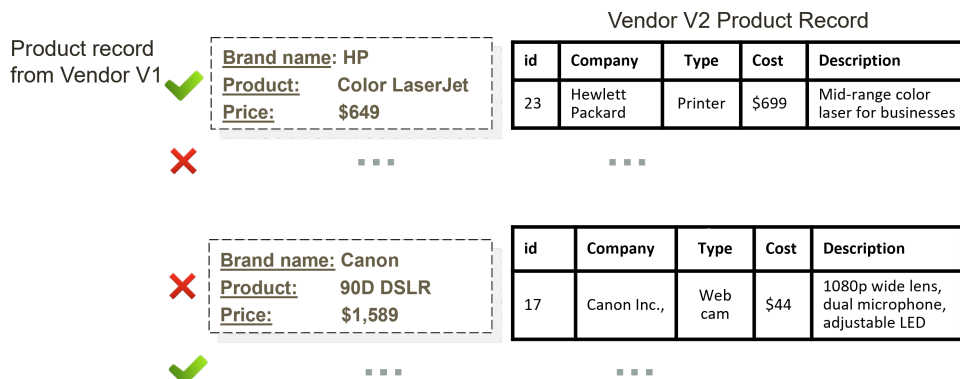 Vendor V2 Product Record
Product record
from Vendor V1
Brand name: HP
Product: Color LaserJet
Price: $649
id Company Type Cost Description
23 Hewlett Packard Printer $699 Mid-range color laser for businesses
...
...
Brand name: Canon
Product: 90D DSLR
Price: $1,589
id Company Type Cost Description
17 Canon Inc., Web cam $44 1080p wide lens, dual microphone, adjustable LED
...
...